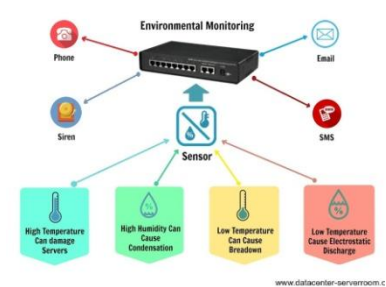 Environmental Monitoring
Phone
Email
Siren
SMS
Sensor
High Temperature
Can damage
Servers
High Humidity Can
Cause
Condensation
Low Temperature
Can Cause
Breadown
Low Temperature
Cause Electrostatic
Discharge
www.datacenter-serverroom.c